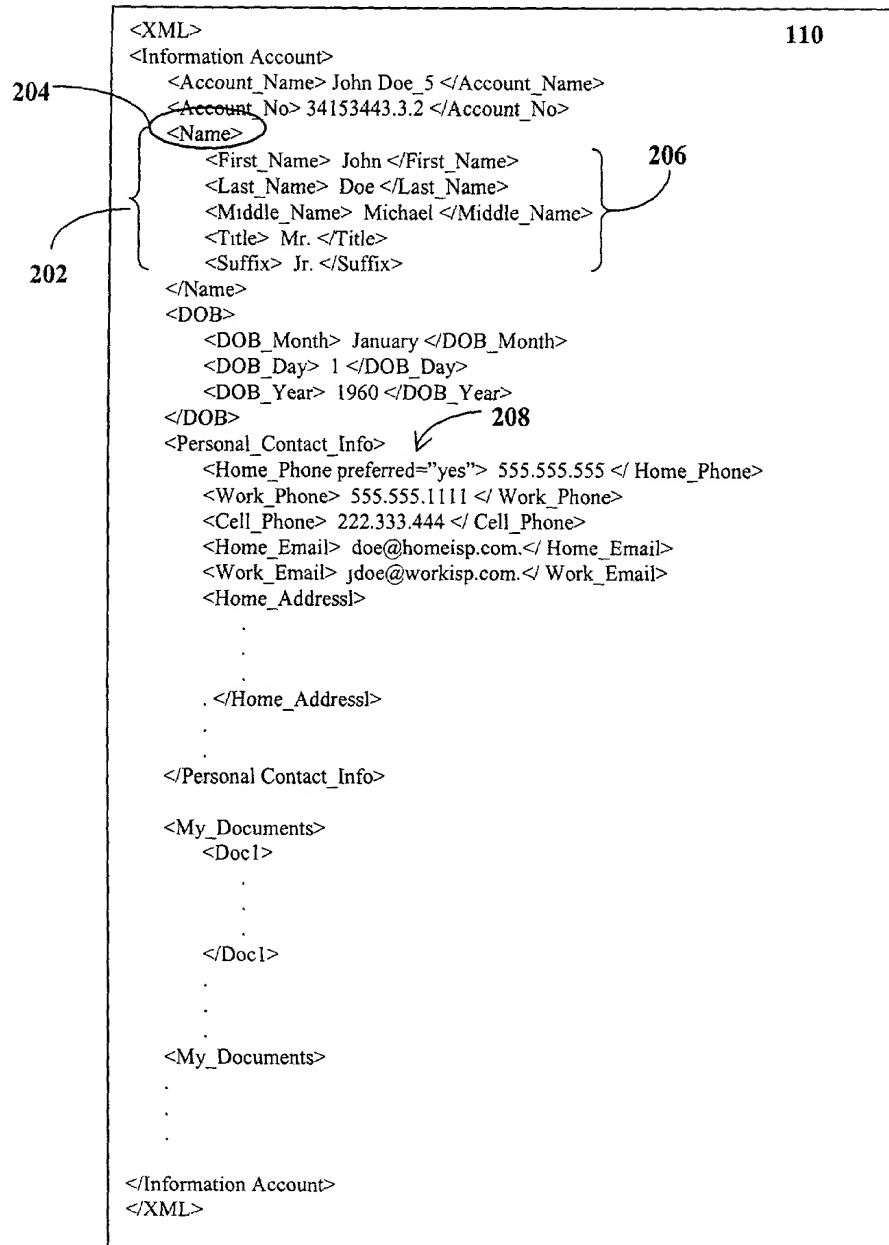 <XML> 110
<Information Account>
<Account_Name> John Doe_5 </Account_Name>
204
<Account_No> 34153443.3.2 </Account_No>
<Name>
<First_Name> John </First_Name> 206
<Last_Name> Doe </Last_Name>
<Middle_Name> Michael </Middle_Name>
<Title> Mr. </Title>
202 <Suffix> Jr. </Suffix>
</Name>
<DOB>
<DOB_Month> January </DOB_Month>
<DOB_Day> 1 </DOB_Day>
<DOB_Year> 1960 </DOB_Year>
</DOB> 208
<Personal_Contact_Info>
<Home_Phone preferred="yes"> 555.555.555 </ Home_Phone>
<Work_Phone> 555.555.1111 </ Work_Phone>
<Cell_Phone> 222.333.444 </ Cell_Phone>
<Home_Email> doe@homeisp.com.</ Home_Email>
<Work_Email> jdoe@workisp.com.</ Work_Email>
<Home_Addressl>
.
.
.
. </Home_Addressl>
.
.
</Personal Contact_Info>
<My_Documents>
<Doc1>
.
.
.
</Doc1>
.
.
.
<My_Documents>
.
.
.
</Information Account>
</XML>